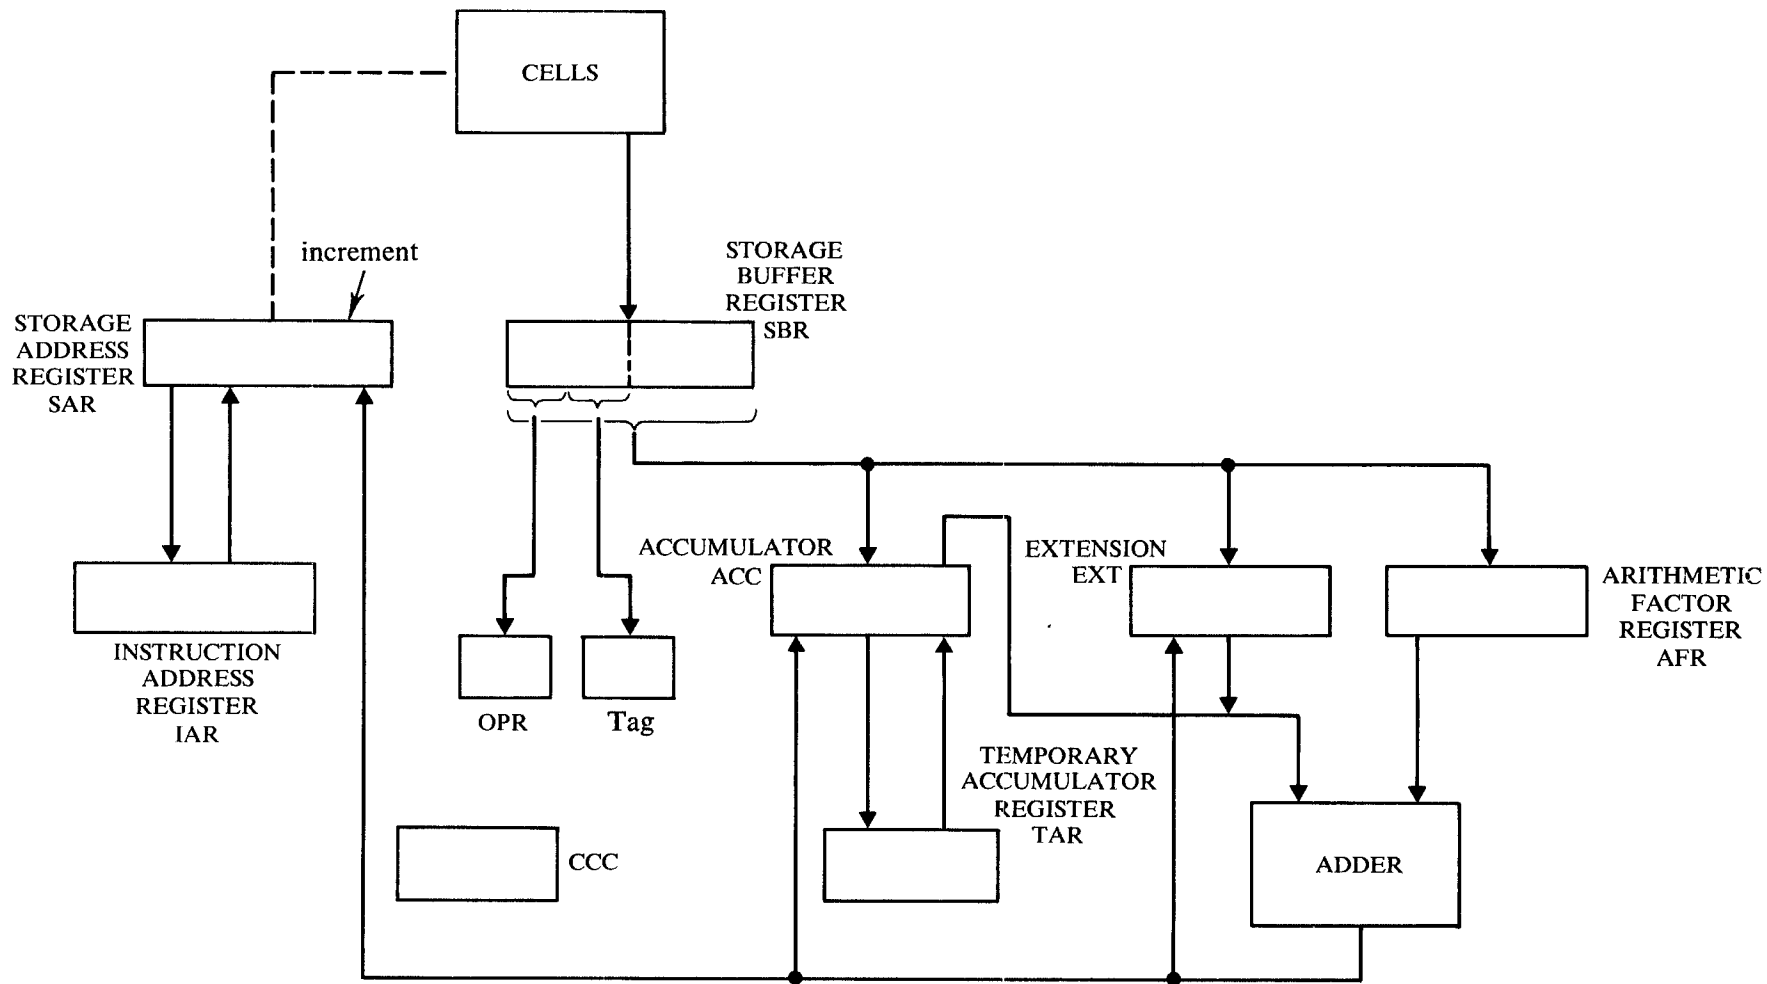 CELLS
increment
STORAGE
BUFFER
REGISTER
SBR
STORAGE
ADDRESS
REGISTER
SAR
ACCUMULATOR
ACC
EXTENSION
EXT
ARITHMETIC
FACTOR
REGISTER
AFR
INSTRUCTION
ADDRESS
REGISTER
IAR
OPR
Tag
TEMPORARY
ACCUMULATOR
REGISTER
TAR
CCC
ADDER